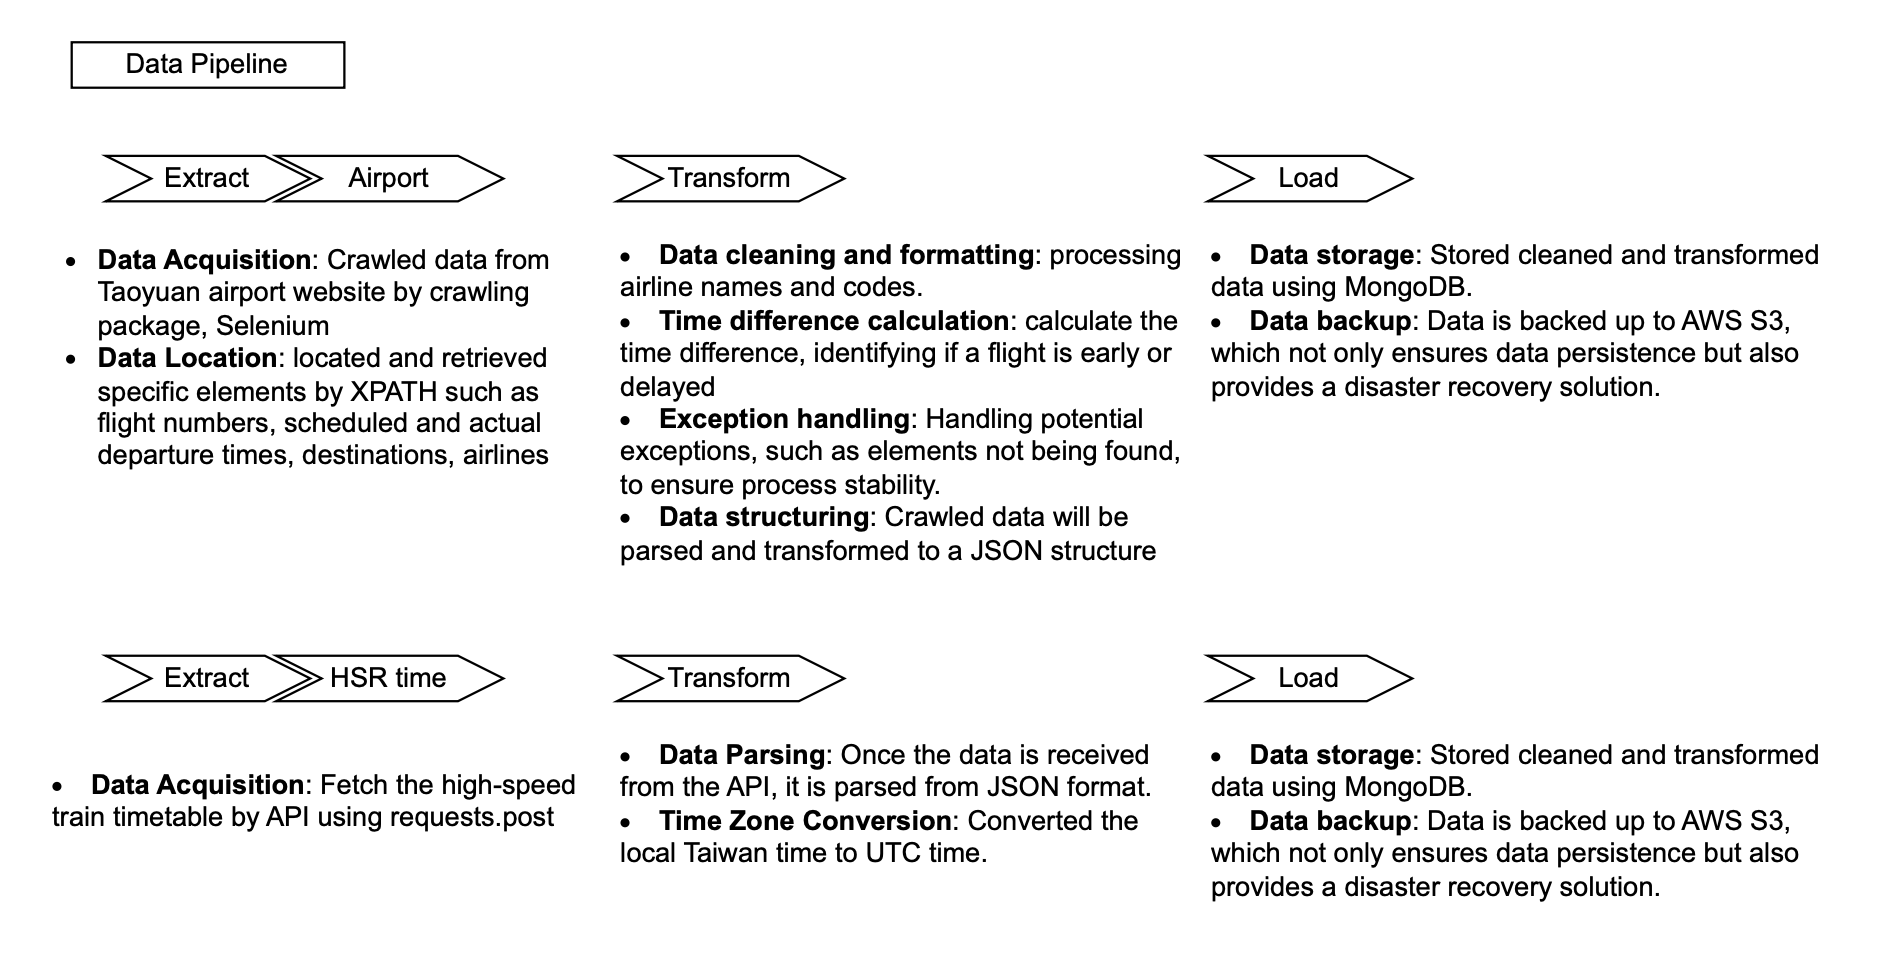 Data Pipeline
Extract
Airport
Transform
Load
• Data Acquisition: Crawled data from
Taoyuan airport website by crawling
package, Selenium
• Data Location: located and retrieved
specific elements by XPATH such as
flight numbers, scheduled and actual
departure times, destinations, airlines
• Data cleaning and formatting: processing
airline names and codes.
• Time difference calculation: calculate the
time difference, identifying if a flight is early or
delayed
• Exception handling: Handling potential
exceptions, such as elements not being found,
to ensure process stability.
• Data structuring: Crawled data will be
parsed and transformed to a JSON structure
• Data storage: Stored cleaned and transformed
data using MongoDB.
• Data backup: Data is backed up to AWS S3,
which not only ensures data persistence but also
provides a disaster recovery solution.
Extract
HSR time
Transform
Load
• Data Acquisition: Fetch the high-speed
train timetable by API using requests.post
• Data Parsing: Once the data is received
from the API, it is parsed from JSON format.
• Time Zone Conversion: Converted the
local Taiwan time to UTC time.
• Data storage: Stored cleaned and transformed
data using MongoDB.
• Data backup: Data is backed up to AWS S3,
which not only ensures data persistence but also
provides a disaster recovery solution.